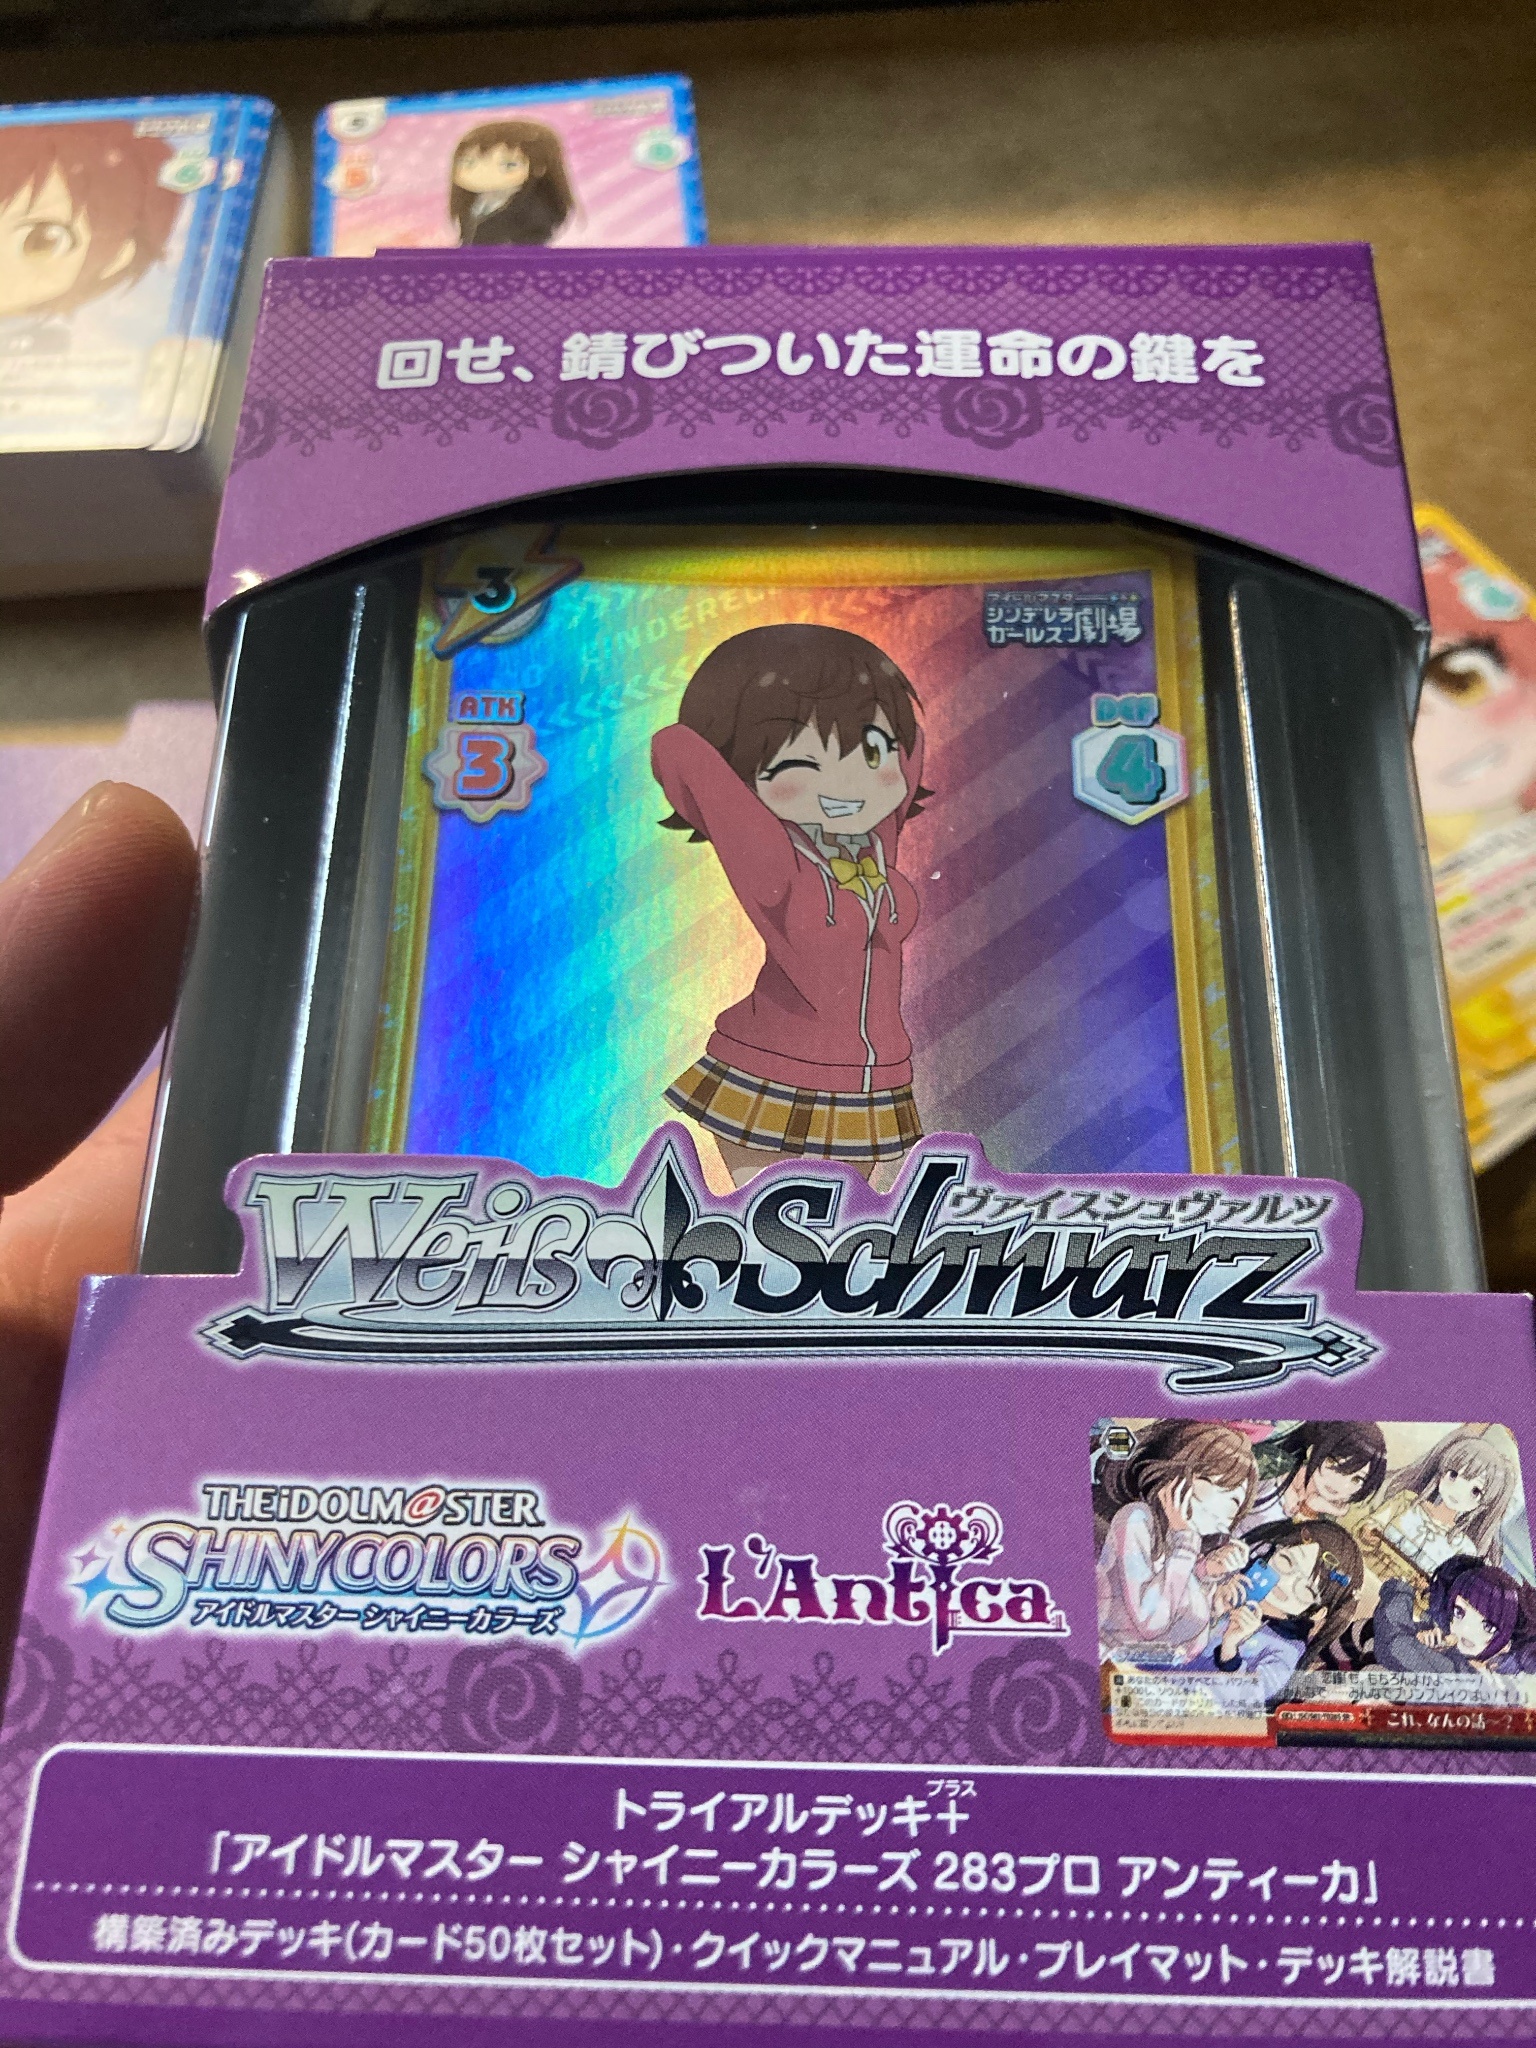 回せ、錆びついた運命の鍵を
3
シンデレラ
ガールズ劇場
ATK
3
DEF
4
Weiß Schwarz
ヴァイスシュヴァルツ
THE iDOLM@STER
SHINYCOLORS
アイドルマスター シャイニーカラーズ
L'Antica
これ、なんの話～？
プラス
トライアルデッキ+
「アイドルマスター シャイニーカラーズ 283プロ アンティーカ」
構築済みデッキ(カード50枚セット)・クイックマニュアル・プレイマット・デッキ解説書